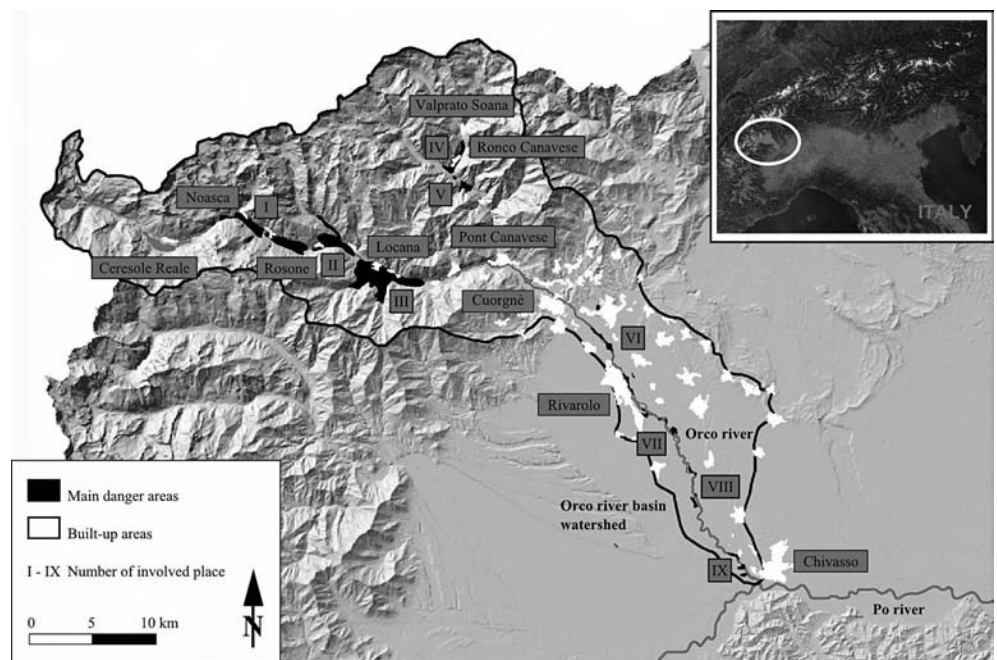 ITALY
Valprato Soana
IV
Ronco Canavese
V
Noasca
I
Pont Canavese
Locana
Ceresole Reale
Rosone
II
III
Cuorgnè
VI
Rivarolo
Orco river
VII
VIII
Orco river basin
watershed
IX
Chivasso
Po river
Main danger areas
Built-up areas
I - IX Number of involved place
0 5 10 km
N